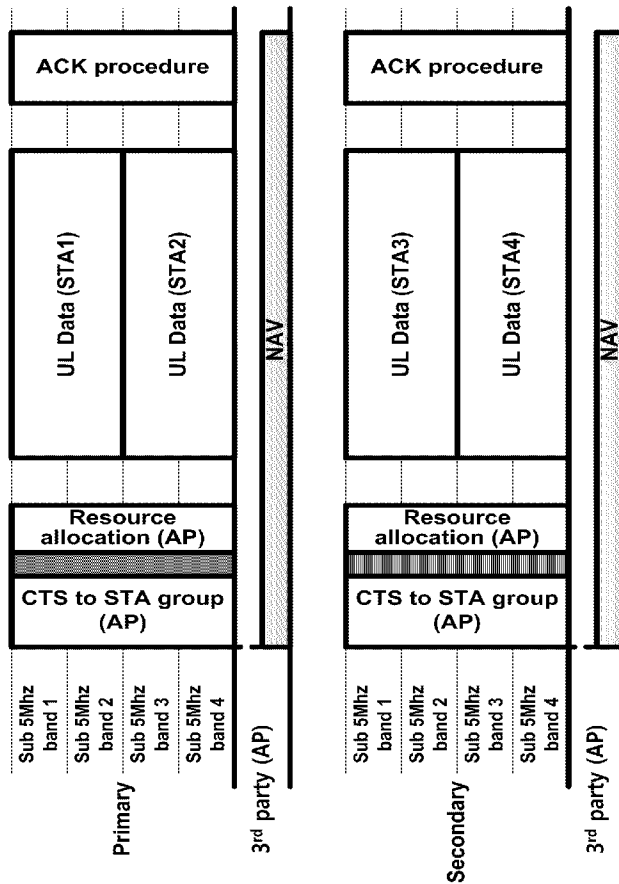 ACK procedure
UL Data (STA1)
UL Data (STA2)
NAV
Resource
allocation (AP)
CTS to STA group
(AP)
Sub 5Mhz
band 1
Sub 5Mhz
band 2
Sub 5Mhz
band 3
Sub 5Mhz
band 4
Primary
3rd party (AP)
ACK procedure
UL Data (STA3)
UL Data (STA4)
NAV
Resource
allocation (AP)
CTS to STA group
(AP)
Sub 5Mhz
band 1
Sub 5Mhz
band 2
Sub 5Mhz
band 3
Sub 5Mhz
band 4
Secondary
3rd party (AP)